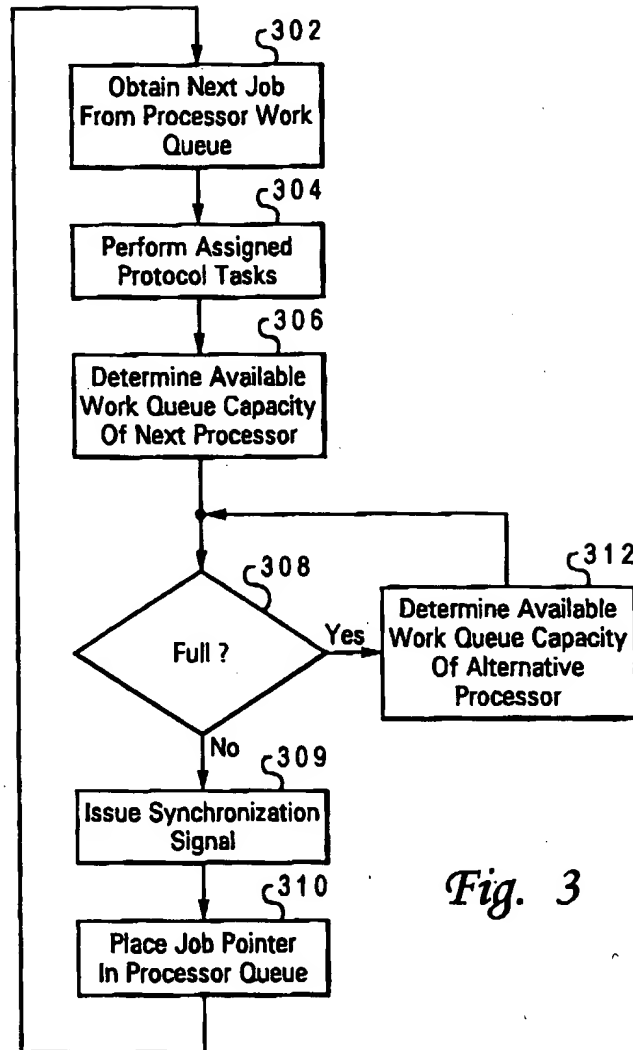 302
Obtain Next Job
From Processor Work
Queue
304
Perform Assigned
Protocol Tasks
306
Determine Available
Work Queue Capacity
Of Next Processor
308
Full ?
Yes
312
Determine Available
Work Queue Capacity
Of Alternative
Processor
No
309
Issue Synchronization
Signal
310
Place Job Pointer
In Processor Queue
Fig. 3